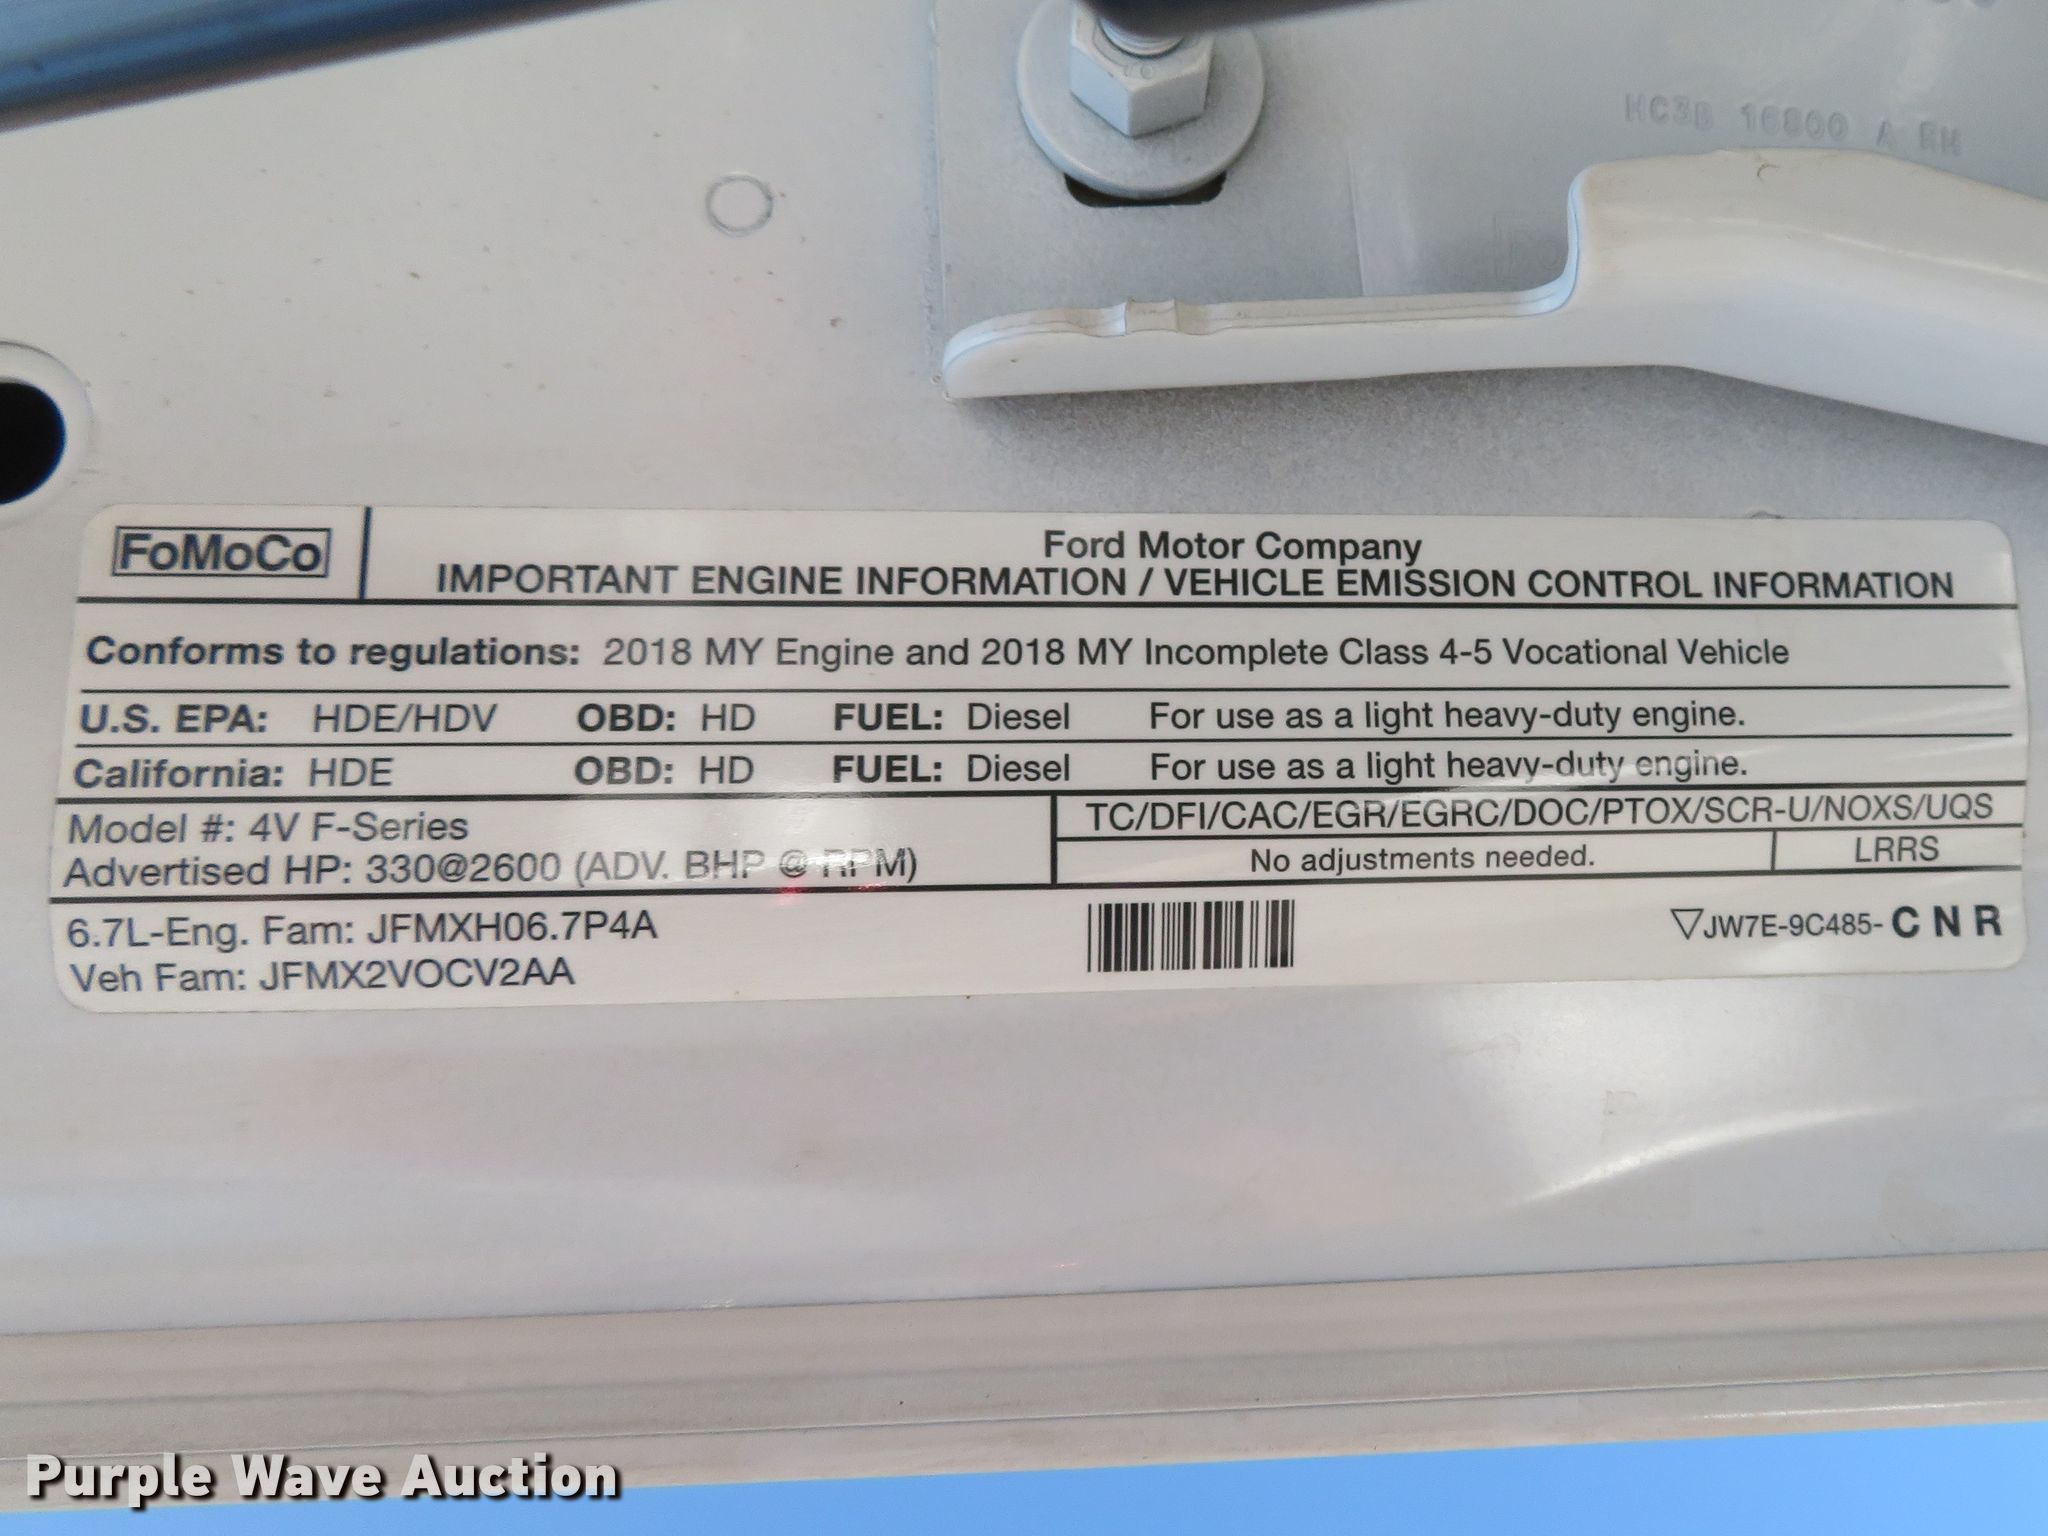 HC3B 16800 A RH
FoMoCo
Ford Motor Company
IMPORTANT ENGINE INFORMATION / VEHICLE EMISSION CONTROL INFORMATION
Conforms to regulations: 2018 MY Engine and 2018 MY Incomplete Class 4-5 Vocational Vehicle
U.S. EPA: HDE/HDV OBD: HD FUEL: Diesel For use as a light heavy-duty engine.
California: HDE OBD: HD FUEL: Diesel For use as a light heavy-duty engine.
Model #: 4V F-Series
Advertised HP: 330@2600 (ADV. BHP @ RPM)
TC/DFI/CAC/EGR/EGRC/DOC/PTOX/SCR-U/NOXS/UQS
No adjustments needed. LRRS
6.7L-Eng. Fam: JFMXH06.7P4A
Veh Fam: JFMX2VOCV2AA
▽JW7E-9C485- C N R
Purple Wave Auction